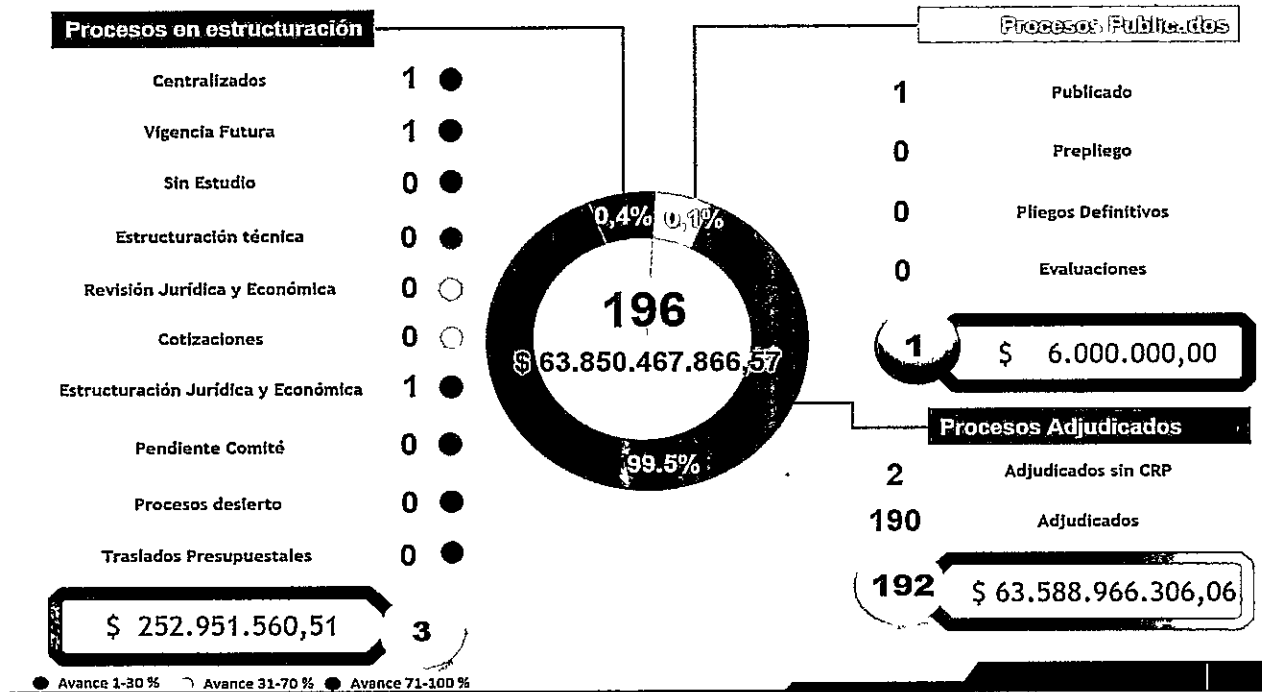 Procesos en estructuración
Centralizados 1
Vigencia Futura 1
Sin Estudio 0
Estructuración técnica 0
Revisión Jurídica y Económica 0
Cotizaciones 0
Estructuración Jurídica y Económica 1
Pendiente Comité 0
Procesos desierto 0
Traslados Presupuestales 0
$ 252.951.560,51 3
Avance 1-30 % Avance 31-70 % Avance 71-100 %
0,4% 0,1%
196
$ 63.850.467.866,57
99.5%
Procesos Publicados
1 Publicado
0 Prepliego
0 Pliegos Definitivos
0 Evaluaciones
1 $ 6.000.000,00
Procesos Adjudicados
2 Adjudicados sin CRP
190 Adjudicados
192 $ 63.588.966.306,06